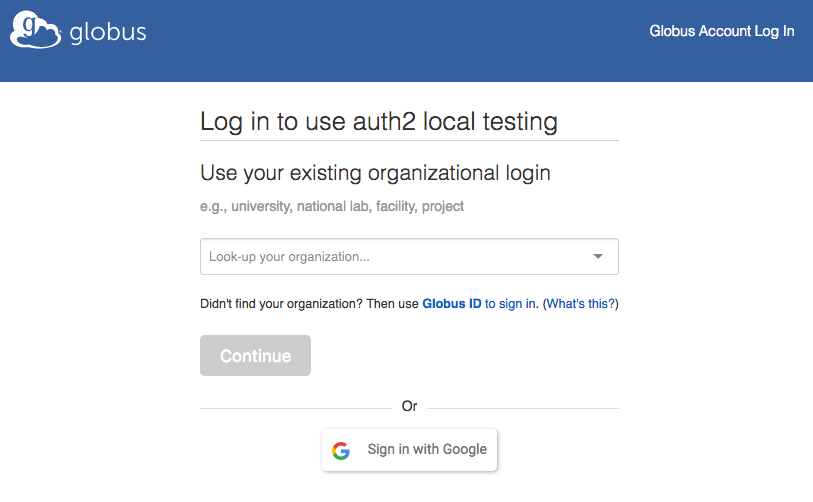 g globus
Globus Account Log In
Log in to use auth2 local testing
Use your existing organizational login
e.g., university, national lab, facility, project
Look-up your organization...
Didn't find your organization? Then use Globus ID to sign in. (What's this?)
Continue
Or
G Sign in with Google